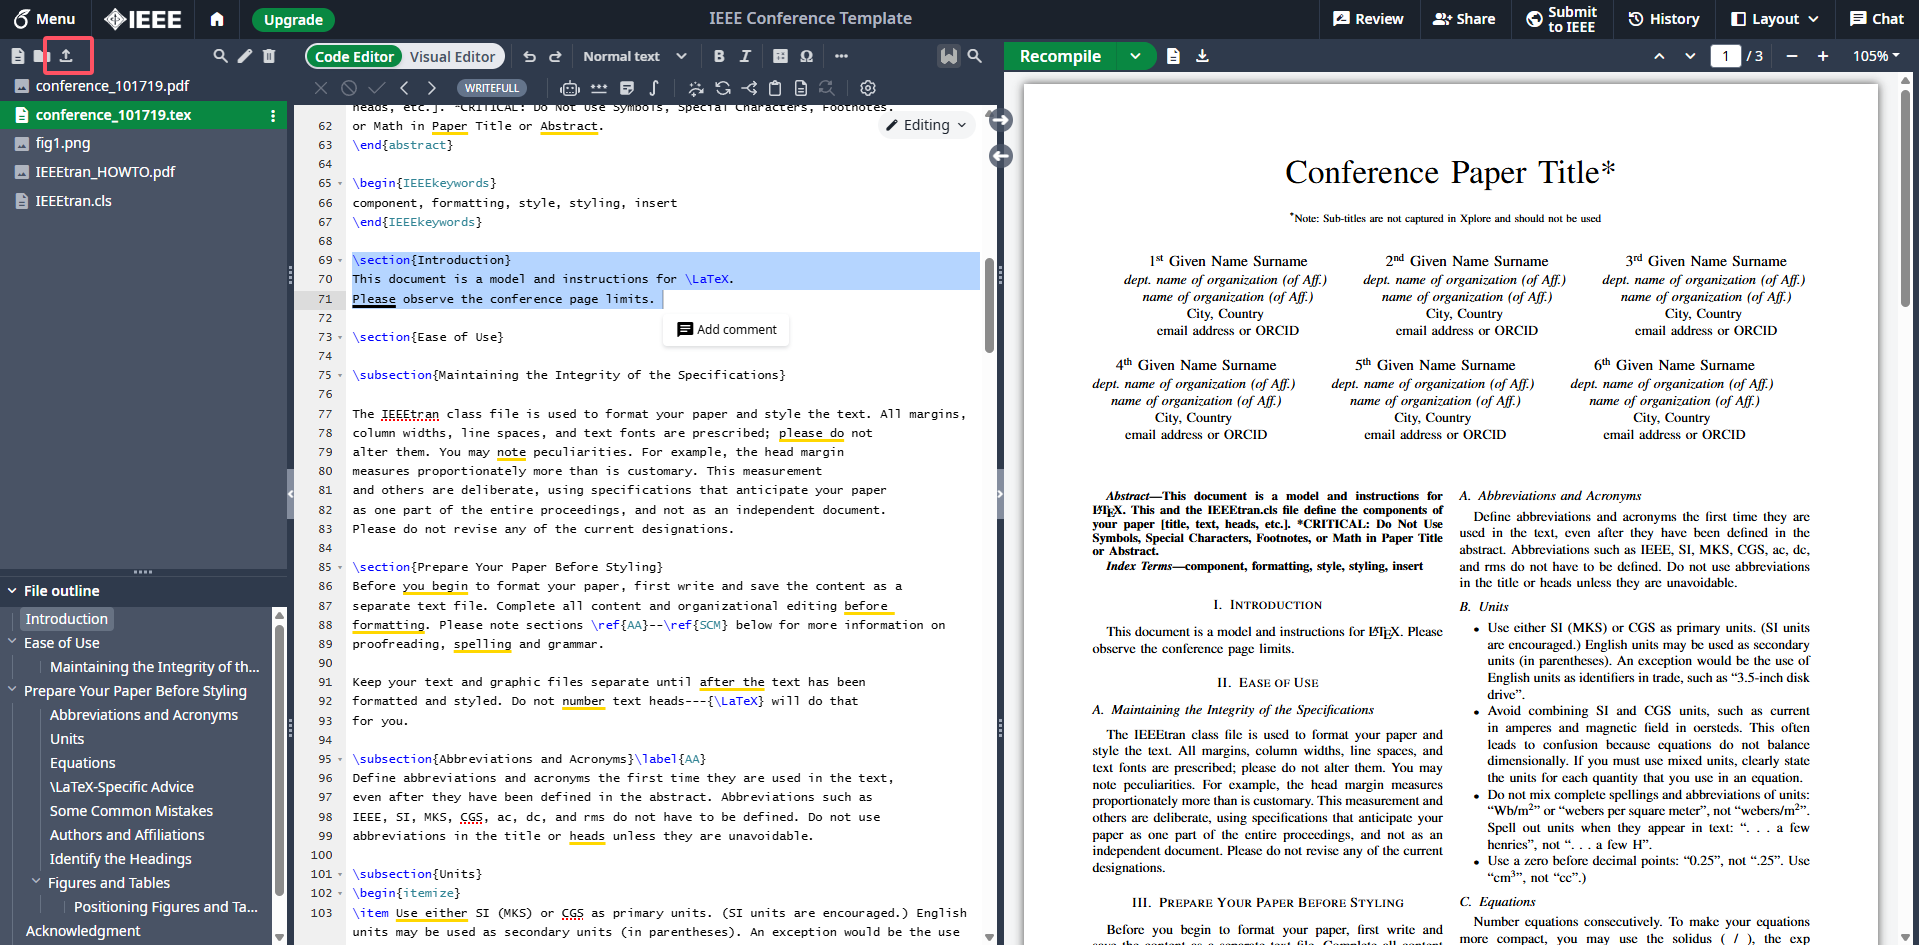 Menu
IEEE
Upgrade
IEEE Conference Template
Review
Share
Submit
to IEEE
History
Layout
Chat
Code Editor
Visual Editor
Normal text
B
I
Ω
Recompile
1
/ 3
105%
WRITEFULL
Editing
conference_101719.pdf
conference_101719.tex
fig1.png
IEEEtran_HOWTO.pdf
IEEEtran.cls
File outline
Introduction
Ease of Use
Maintaining the Integrity of th...
Prepare Your Paper Before Styling
Abbreviations and Acronyms
Units
Equations
\LaTeX-Specific Advice
Some Common Mistakes
Authors and Affiliations
Identify the Headings
Figures and Tables
Positioning Figures and Ta...
Acknowledgment
heads, etc.]. *CRITICAL: Do Not Use Symbols, Special Characters, Footnotes.
62 or Math in Paper Title or Abstract.
63 \end{abstract}
64
65 \begin{IEEEkeywords}
66 component, formatting, style, styling, insert
67 \end{IEEEkeywords}
68
69 \section{Introduction}
70 This document is a model and instructions for \LaTeX.
71 Please observe the conference page limits.
Add comment
72
73 \section{Ease of Use}
74
75 \subsection{Maintaining the Integrity of the Specifications}
76
77 The IEEEtran class file is used to format your paper and style the text. All margins,
78 column widths, line spaces, and text fonts are prescribed; please do not
79 alter them. You may note peculiarities. For example, the head margin
80 measures proportionately more than is customary. This measurement
81 and others are deliberate, using specifications that anticipate your paper
82 as one part of the entire proceedings, and not as an independent document.
83 Please do not revise any of the current designations.
84
85 \section{Prepare Your Paper Before Styling}
86 Before you begin to format your paper, first write and save the content as a
87 separate text file. Complete all content and organizational editing before
88 formatting. Please note sections \ref{AA}--\ref{SCM} below for more information on
89 proofreading, spelling and grammar.
90
91 Keep your text and graphic files separate until after the text has been
92 formatted and styled. Do not number text heads---{\LaTeX} will do that
93 for you.
94
95 \subsection{Abbreviations and Acronyms}\label{AA}
96 Define abbreviations and acronyms the first time they are used in the text,
97 even after they have been defined in the abstract. Abbreviations such as
98 IEEE, SI, MKS, CGS, ac, dc, and rms do not have to be defined. Do not use
99 abbreviations in the title or heads unless they are unavoidable.
100
101 \subsection{Units}
102 \begin{itemize}
103 \item Use either SI (MKS) or CGS as primary units. (SI units are encouraged.) English
units may be used as secondary units (in parentheses). An exception would be the use
Conference Paper Title*
*Note: Sub-titles are not captured in Xplore and should not be used
1st Given Name Surname
dept. name of organization (of Aff.)
name of organization (of Aff.)
City, Country
email address or ORCID
2nd Given Name Surname
dept. name of organization (of Aff.)
name of organization (of Aff.)
City, Country
email address or ORCID
3rd Given Name Surname
dept. name of organization (of Aff.)
name of organization (of Aff.)
City, Country
email address or ORCID
4th Given Name Surname
dept. name of organization (of Aff.)
name of organization (of Aff.)
City, Country
email address or ORCID
5th Given Name Surname
dept. name of organization (of Aff.)
name of organization (of Aff.)
City, Country
email address or ORCID
6th Given Name Surname
dept. name of organization (of Aff.)
name of organization (of Aff.)
City, Country
email address or ORCID
Abstract—This document is a model and instructions for
LATEX. This and the IEEEtran.cls file define the components of
your paper [title, text, heads, etc.]. *CRITICAL: Do Not Use
Symbols, Special Characters, Footnotes, or Math in Paper Title
or Abstract.
Index Terms—component, formatting, style, styling, insert
I. INTRODUCTION
This document is a model and instructions for LATEX. Please
observe the conference page limits.
II. EASE OF USE
A. Maintaining the Integrity of the Specifications
The IEEEtran class file is used to format your paper and
style the text. All margins, column widths, line spaces, and
text fonts are prescribed; please do not alter them. You may
note peculiarities. For example, the head margin measures
proportionately more than is customary. This measurement and
others are deliberate, using specifications that anticipate your
paper as one part of the entire proceedings, and not as an
independent document. Please do not revise any of the current
designations.
III. PREPARE YOUR PAPER BEFORE STYLING
Before you begin to format your paper, first write and
save the content as a separate text file. Complete all content
A. Abbreviations and Acronyms
Define abbreviations and acronyms the first time they are
used in the text, even after they have been defined in the
abstract. Abbreviations such as IEEE, SI, MKS, CGS, ac, dc,
and rms do not have to be defined. Do not use abbreviations
in the title or heads unless they are unavoidable.
B. Units
• Use either SI (MKS) or CGS as primary units. (SI units
are encouraged.) English units may be used as secondary
units (in parentheses). An exception would be the use of
English units as identifiers in trade, such as “3.5-inch disk
drive”.
• Avoid combining SI and CGS units, such as current
in amperes and magnetic field in oersteds. This often
leads to confusion because equations do not balance
dimensionally. If you must use mixed units, clearly state
the units for each quantity that you use in an equation.
• Do not mix complete spellings and abbreviations of units:
“Wb/m2” or “webers per square meter”, not “webers/m2”.
Spell out units when they appear in text: “. . . a few
henries”, not “. . . a few H”.
• Use a zero before decimal points: “0.25”, not “.25”. Use
“cm3”, not “cc”.)
C. Equations
Number equations consecutively. To make your equations
more compact, you may use the solidus ( / ), the exp